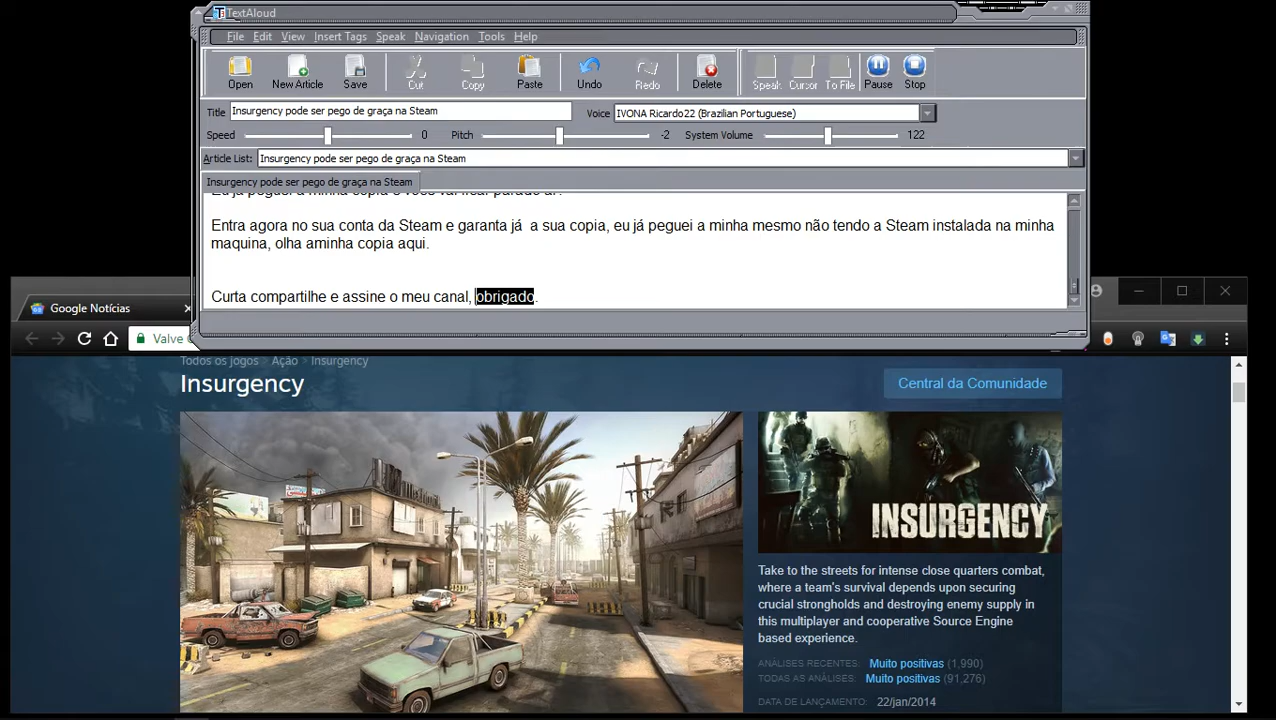 TextAloud
File Edit View Insert Tags Speak Navigation Tools Help
Open New Article Save Cut Copy Paste Undo Redo Delete Speak Cursor To File Pause Stop
Title Insurgency pode ser pego de graça na Steam Voice IVONA Ricardo22 (Brazilian Portuguese)
Speed 0 Pitch -2 System Volume 122
Article List: Insurgency pode ser pego de graça na Steam
Insurgency pode ser pego de graça na Steam
Entra agora no sua conta da Steam e garanta já  a sua copia, eu já peguei a minha mesmo não tendo a Steam instalada na minha
maquina, olha aminha copia aqui.
Curta compartilhe e assine o meu canal, obrigado.
Google Notícias
Valve
Todos os jogos > Ação > Insurgency
Insurgency
Central da Comunidade
INSURGENCY
Take to the streets for intense close quarters combat,
where a team's survival depends upon securing
crucial strongholds and destroying enemy supply in
this multiplayer and cooperative Source Engine
based experience.
ANÁLISES RECENTES: Muito positivas (1,990)
TODAS AS ANÁLISES: Muito positivas (91,276)
DATA DE LANÇAMENTO: 22/jan/2014